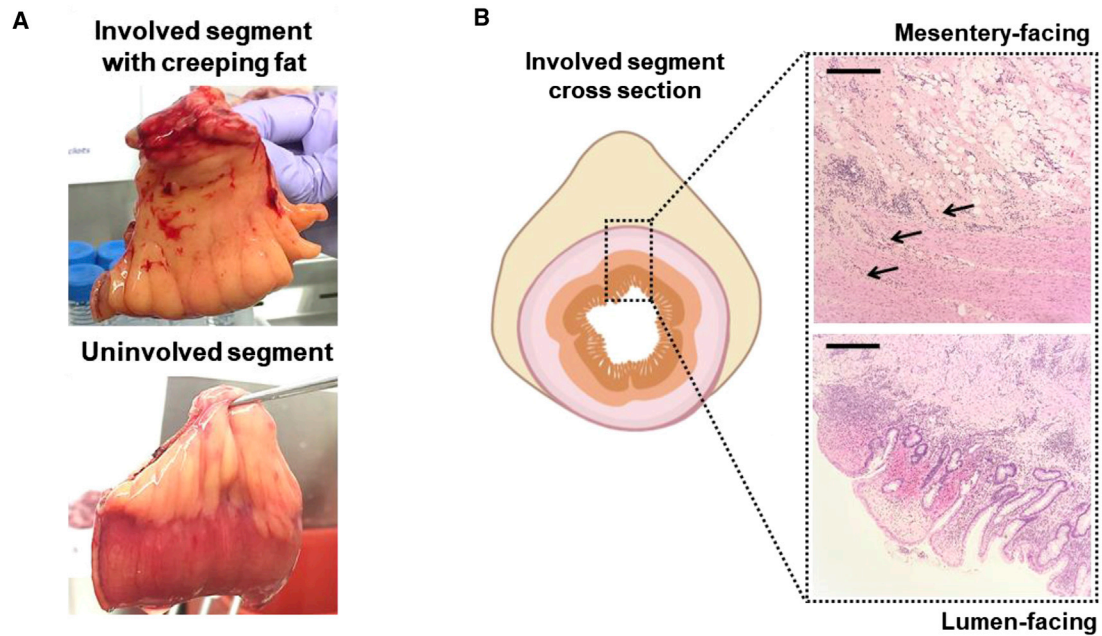 A
Involved segment
with creeping fat
Uninvolved segment
B
Involved segment
cross section
Mesentery-facing
Lumen-facing